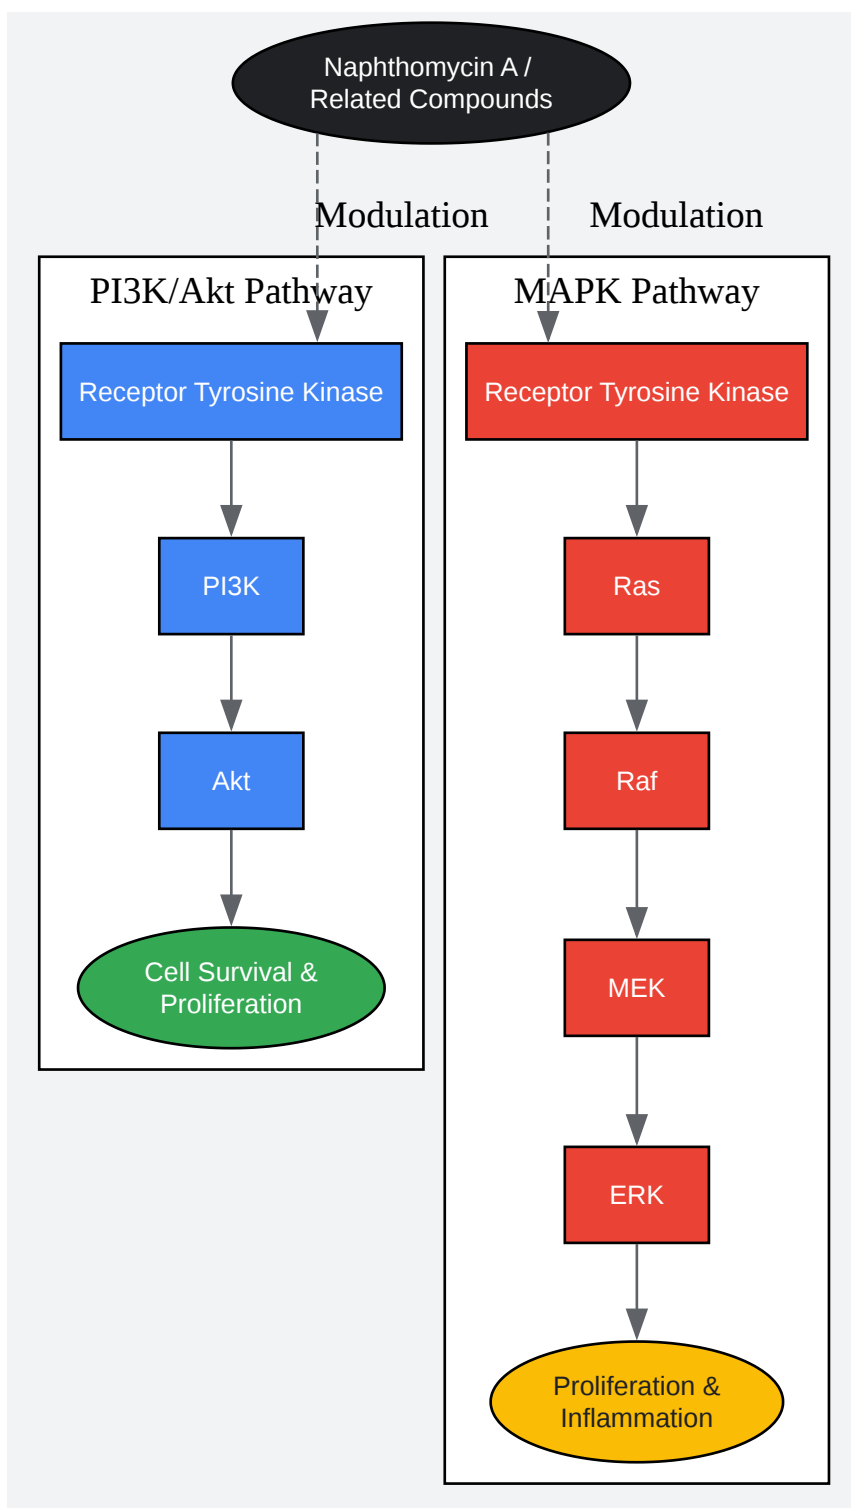 Naphthomycin A /
Related Compounds
Modulation
Modulation
PI3K/Akt Pathway
Receptor Tyrosine Kinase
PI3K
Akt
Cell Survival &
Proliferation
MAPK Pathway
Receptor Tyrosine Kinase
Ras
Raf
MEK
ERK
Proliferation &
Inflammation